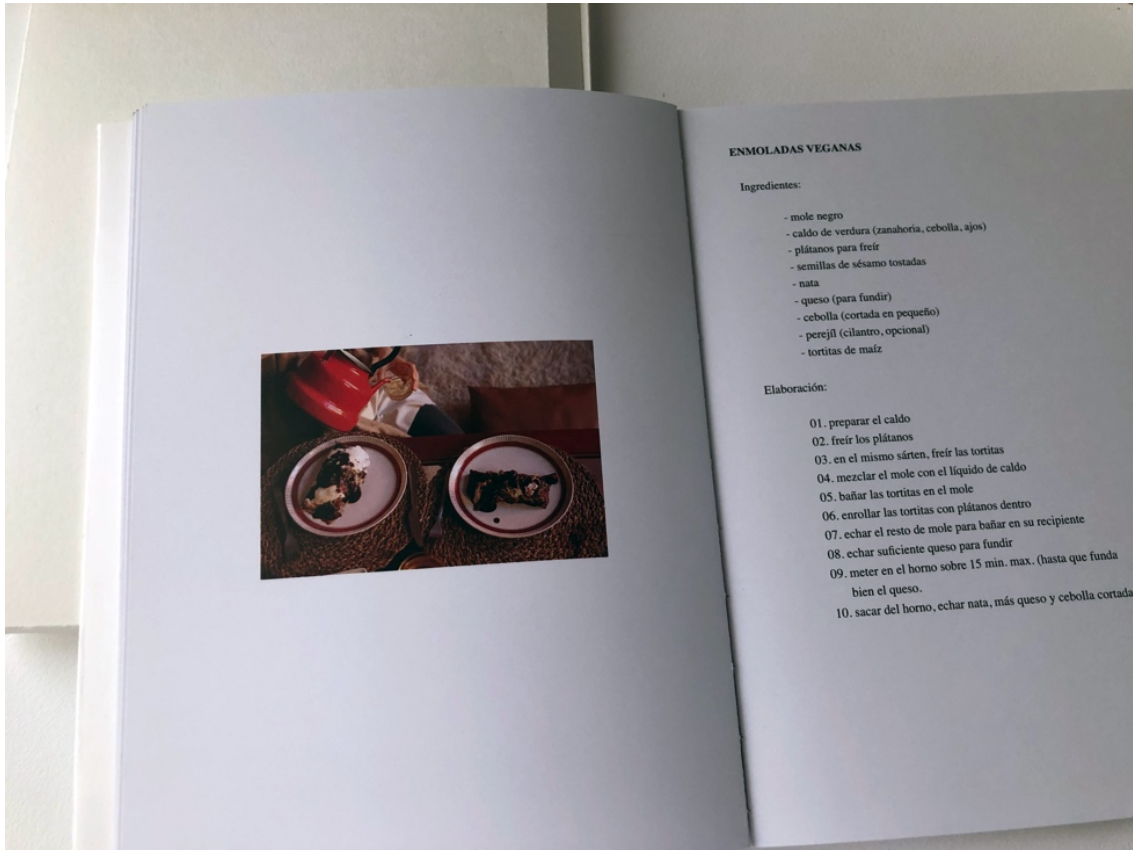 ENMOLADAS VEGANAS
Ingredientes:
- mole negro
- caldo de verdura (zanahoria, cebolla, ajos)
- plátanos para freír
- semillas de sésamo tostadas
- nata
- queso (para fundir)
- cebolla (cortada en pequeño)
- perejíl (cilantro, opcional)
- tortitas de maíz
Elaboración:
01. preparar el caldo
02. freír los plátanos
03. en el mismo sárten, freír las tortitas
04. mezclar el mole con el líquido de caldo
05. bañar las tortitas en el mole
06. enrollar las tortitas con plátanos dentro
07. echar el resto de mole para bañar en su recipiente
08. echar suficiente queso para fundir
09. meter en el horno sobre 15 min. max. (hasta que funda
bien el queso.
10. sacar del horno, echar nata, más queso y cebolla cortada